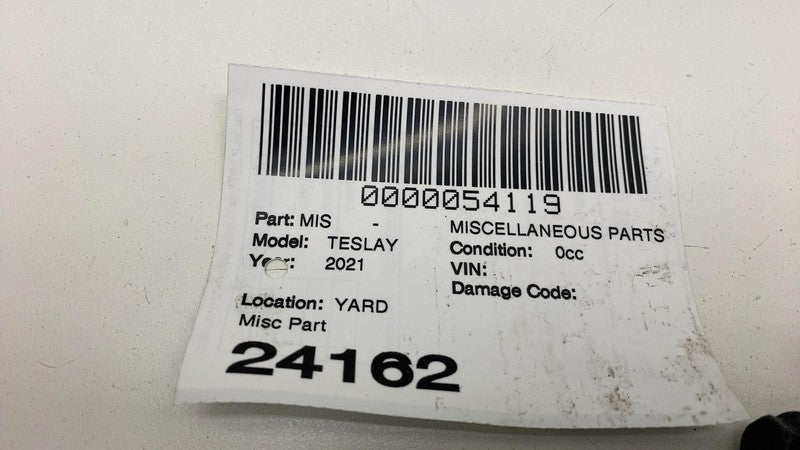 0000054119
Part: MIS - MISCELLANEOUS PARTS
Model: TESLAY Condition: 0cc
Year: 2021 VIN:
Damage Code:
Location: YARD
Misc Part
24162